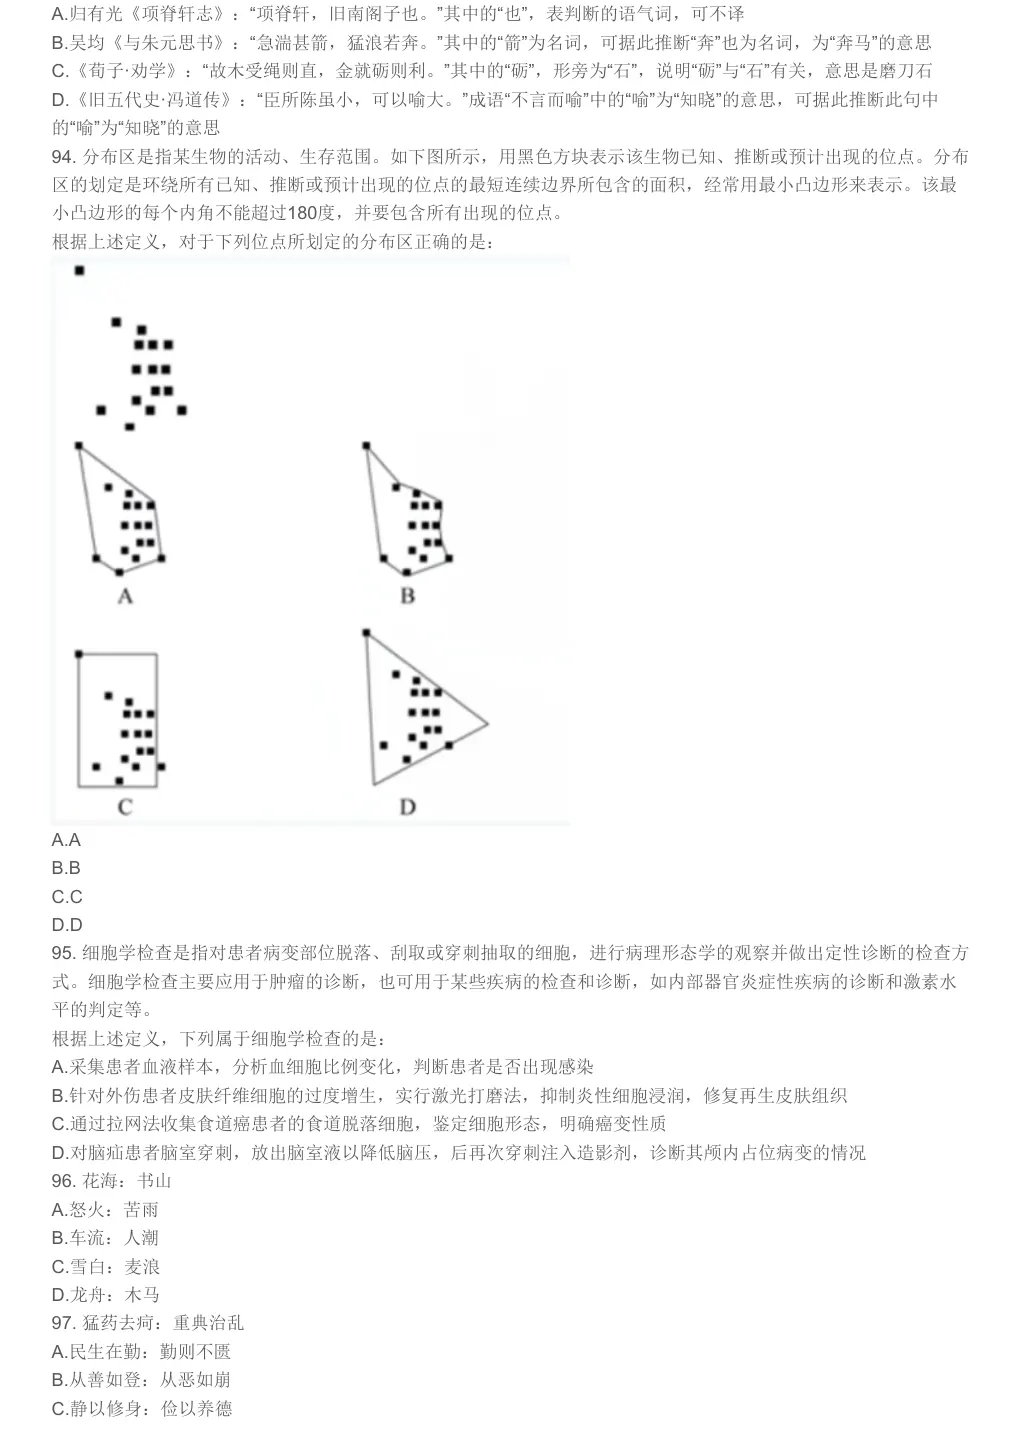 A.归有光《项脊轩志》：“项脊轩，旧南阁子也。”其中的“也”，表判断的语气词，可不译
B.吴均《与朱元思书》：“急湍甚箭，猛浪若奔。”其中的“箭”为名词，可据此推断“奔”也为名词，为“奔马”的意思
C.《荀子·劝学》：“故木受绳则直，金就砺则利。”其中的“砺”，形旁为“石”，说明“砺”与“石”有关，意思是磨刀石
D.《旧五代史·冯道传》：“臣所陈虽小，可以喻大。”成语“不言而喻”中的“喻”为“知晓”的意思，可据此推断此句中
的“喻”为“知晓”的意思
94. 分布区是指某生物的活动、生存范围。如下图所示，用黑色方块表示该生物已知、推断或预计出现的位点。分布
区的划定是环绕所有已知、推断或预计出现的位点的最短连续边界所包含的面积，经常用最小凸边形来表示。该最
小凸边形的每个内角不能超过180度，并要包含所有出现的位点。
根据上述定义，对于下列位点所划定的分布区正确的是：
A
B
C
D
A.A
B.B
C.C
D.D
95. 细胞学检查是指对患者病变部位脱落、刮取或穿刺抽取的细胞，进行病理形态学的观察并做出定性诊断的检查方
式。细胞学检查主要应用于肿瘤的诊断，也可用于某些疾病的检查和诊断，如内部器官炎症性疾病的诊断和激素水
平的判定等。
根据上述定义，下列属于细胞学检查的是：
A.采集患者血液样本，分析血细胞比例变化，判断患者是否出现感染
B.针对外伤患者皮肤纤维细胞的过度增生，实行激光打磨法，抑制炎性细胞浸润，修复再生皮肤组织
C.通过拉网法收集食道癌患者的食道脱落细胞，鉴定细胞形态，明确癌变性质
D.对脑疝患者脑室穿刺，放出脑室液以降低脑压，后再次穿刺注入造影剂，诊断其颅内占位病变的情况
96. 花海：书山
A.怒火：苦雨
B.车流：人潮
C.雪白：麦浪
D.龙舟：木马
97. 猛药去疴：重典治乱
A.民生在勤：勤则不匮
B.从善如登：从恶如崩
C.静以修身：俭以养德